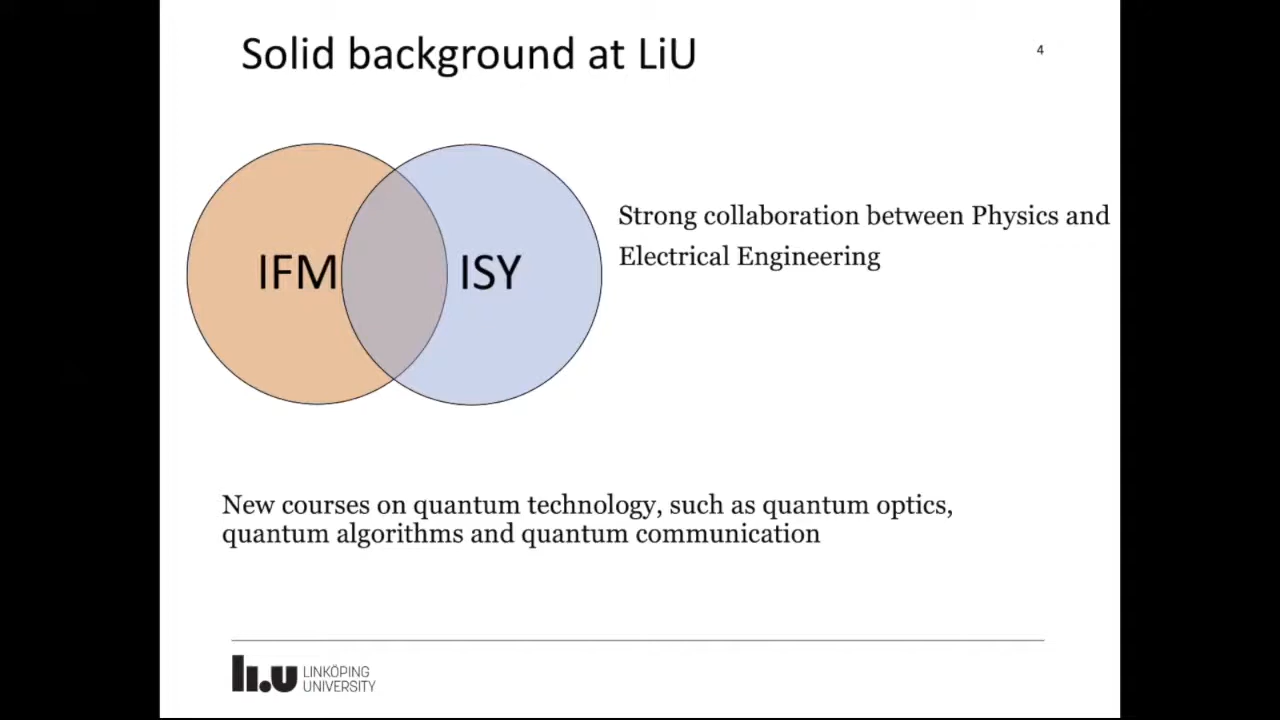 Solid background at LiU
4
IFM
ISY
Strong collaboration between Physics and
Electrical Engineering
New courses on quantum technology, such as quantum optics,
quantum algorithms and quantum communication
li.u LINKÖPING
UNIVERSITY